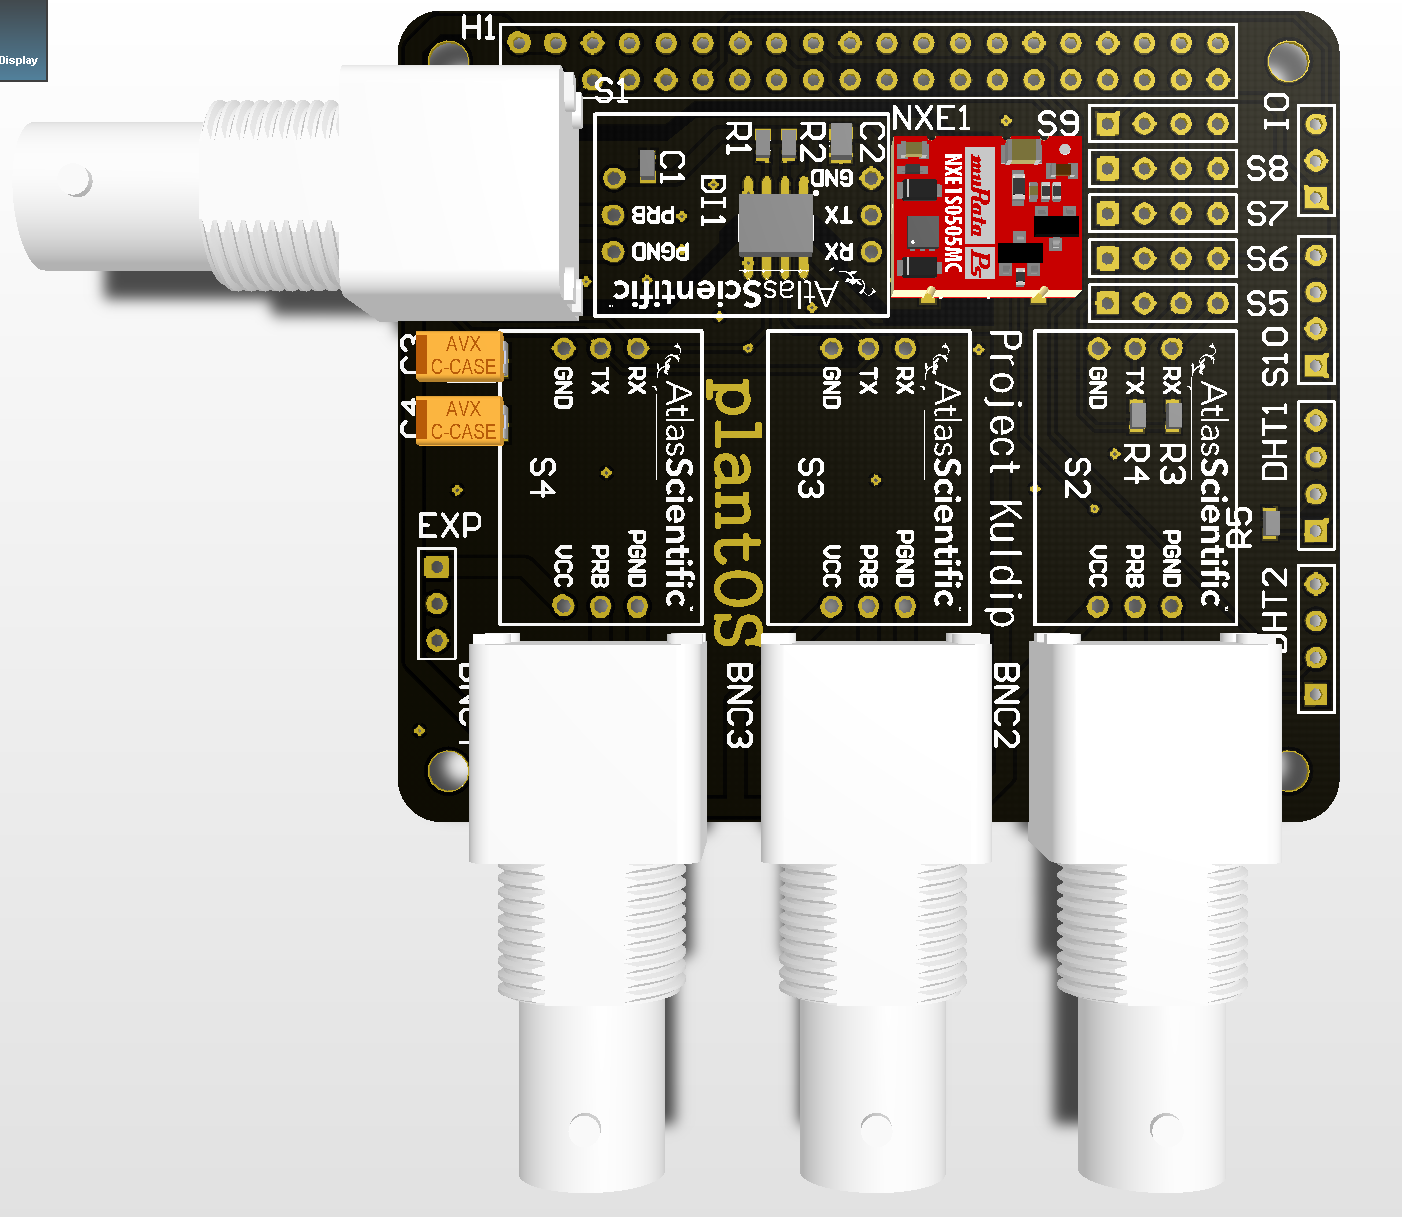 Display
H1
S1
NXE1
S9
IO
R1
R2
C2
C1
DI1
GND
PRB
TX
PGND
RX
AtlasScientific
NXE1S0505MC
muRata
Ps
S8
S7
S6
S5
S10
C3
AVX
C-CASE
C4
AVX
C-CASE
GND
TX
RX
AtlasScientific
S4
VCC
PRB
PGND
plantOS
GND
TX
RX
AtlasScientific
S3
VCC
PRB
PGND
Project Kuldip
GND
TX
RX
AtlasScientific
R4
R3
S2
VCC
PRB
PGND
DHT1
R5
DHT2
EXP
BNC3
BNC2